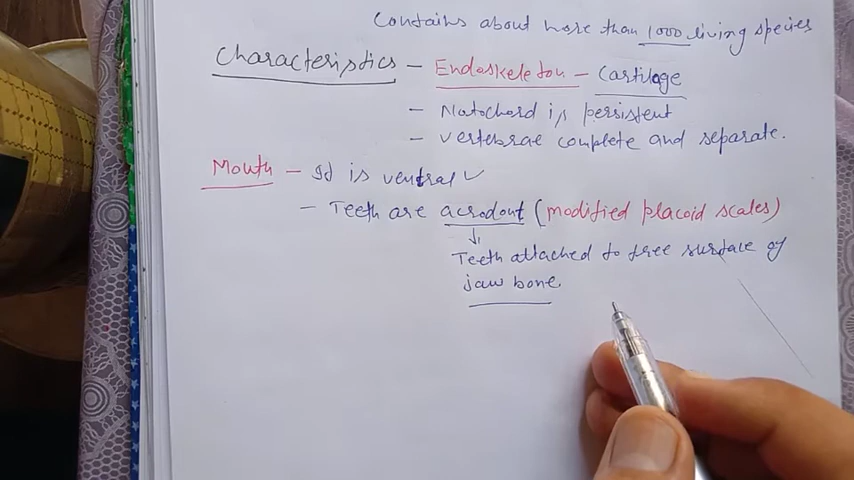 Contains about more than 1000 living species
Characteristics - Endoskeleton - Cartilage
- Notochord is persistent
- vertebrae complete and separate.
Mouth - It is ventral ✓
- Teeth are acrodont (modified placoid scales)
↓
Teeth attached to free surface of
jaw bone.